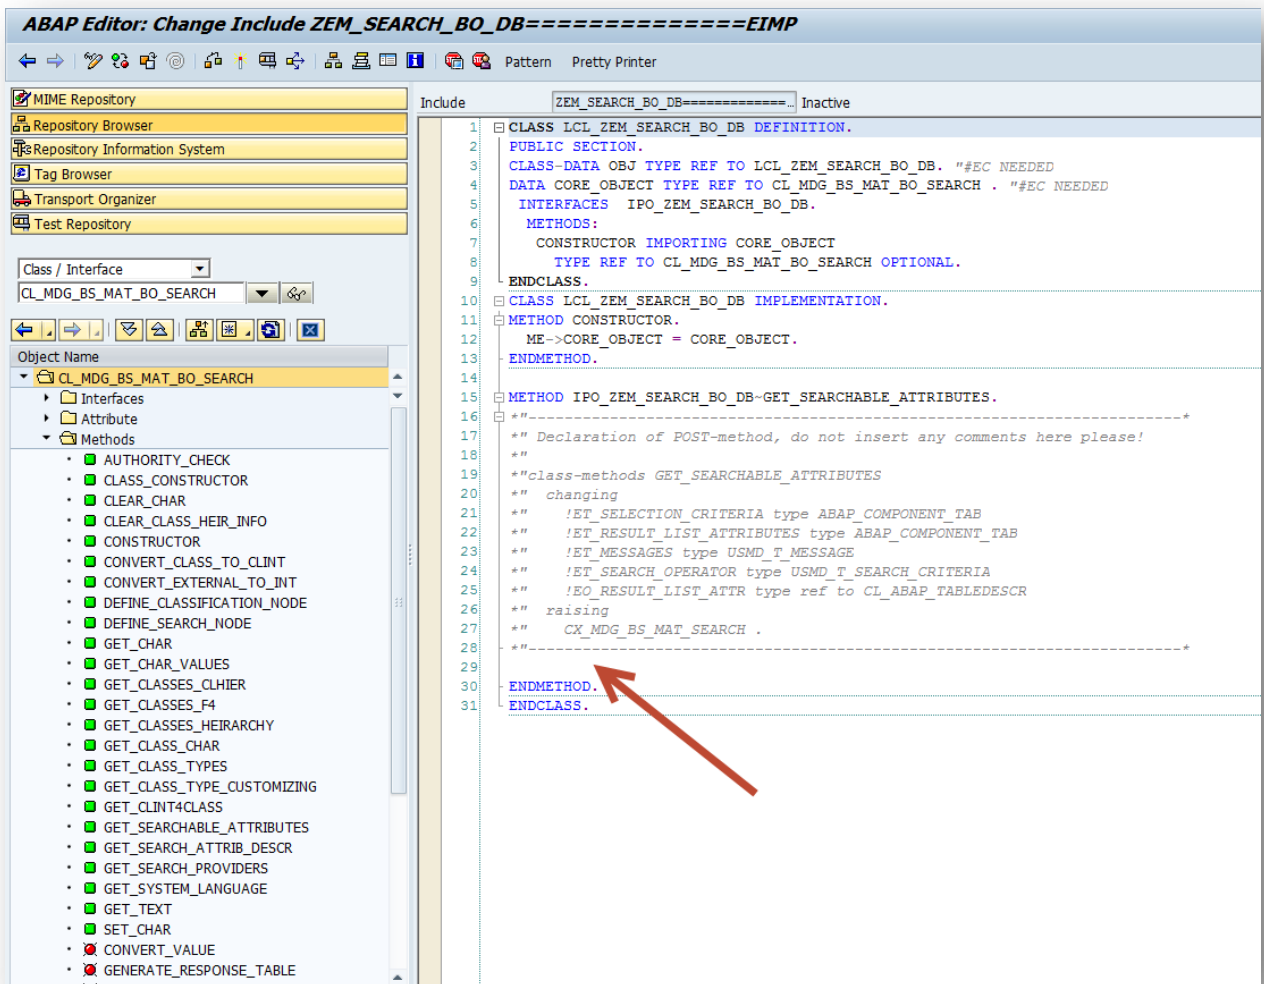 ABAP Editor: Change Include ZEM_SEARCH_BO_DB==============EIMP
Pattern Pretty Printer
MIME Repository
Repository Browser
Repository Information System
Tag Browser
Transport Organizer
Test Repository
Class / Interface
CL_MDG_BS_MAT_BO_SEARCH
Object Name
CL_MDG_BS_MAT_BO_SEARCH
Interfaces
Attribute
Methods
AUTHORITY_CHECK
CLASS_CONSTRUCTOR
CLEAR_CHAR
CLEAR_CLASS_HEIR_INFO
CONSTRUCTOR
CONVERT_CLASS_TO_CLINT
CONVERT_EXTERNAL_TO_INT
DEFINE_CLASSIFICATION_NODE
DEFINE_SEARCH_NODE
GET_CHAR
GET_CHAR_VALUES
GET_CLASSES_CLHIER
GET_CLASSES_F4
GET_CLASSES_HEIRARCHY
GET_CLASS_CHAR
GET_CLASS_TYPES
GET_CLASS_TYPE_CUSTOMIZING
GET_CLINT4CLASS
GET_SEARCHABLE_ATTRIBUTES
GET_SEARCH_ATTRIB_DESCR
GET_SEARCH_PROVIDERS
GET_SYSTEM_LANGUAGE
GET_TEXT
SET_CHAR
CONVERT_VALUE
GENERATE_RESPONSE_TABLE
Include ZEM_SEARCH_BO_DB=============… Inactive
1 CLASS LCL_ZEM_SEARCH_BO_DB DEFINITION.
2 PUBLIC SECTION.
3 CLASS-DATA OBJ TYPE REF TO LCL_ZEM_SEARCH_BO_DB. "#EC NEEDED
4 DATA CORE_OBJECT TYPE REF TO CL_MDG_BS_MAT_BO_SEARCH . "#EC NEEDED
5 INTERFACES IPO_ZEM_SEARCH_BO_DB.
6 METHODS:
7 CONSTRUCTOR IMPORTING CORE_OBJECT
8 TYPE REF TO CL_MDG_BS_MAT_BO_SEARCH OPTIONAL.
9 ENDCLASS.
10 CLASS LCL_ZEM_SEARCH_BO_DB IMPLEMENTATION.
11 METHOD CONSTRUCTOR.
12 ME->CORE_OBJECT = CORE_OBJECT.
13 ENDMETHOD.
14
15 METHOD IPO_ZEM_SEARCH_BO_DB~GET_SEARCHABLE_ATTRIBUTES.
16 *"------------------------------------------------------------------------*
17 *" Declaration of POST-method, do not insert any comments here please!
18 *"
19 *"class-methods GET_SEARCHABLE_ATTRIBUTES
20 *" changing
21 *" !ET_SELECTION_CRITERIA type ABAP_COMPONENT_TAB
22 *" !ET_RESULT_LIST_ATTRIBUTES type ABAP_COMPONENT_TAB
23 *" !ET_MESSAGES type USMD_T_MESSAGE
24 *" !ET_SEARCH_OPERATOR type USMD_T_SEARCH_CRITERIA
25 *" !EO_RESULT_LIST_ATTR type ref to CL_ABAP_TABLEDESCR
26 *" raising
27 *" CX_MDG_BS_MAT_SEARCH .
28 *"------------------------------------------------------------------------*
29
30 ENDMETHOD.
31 ENDCLASS.